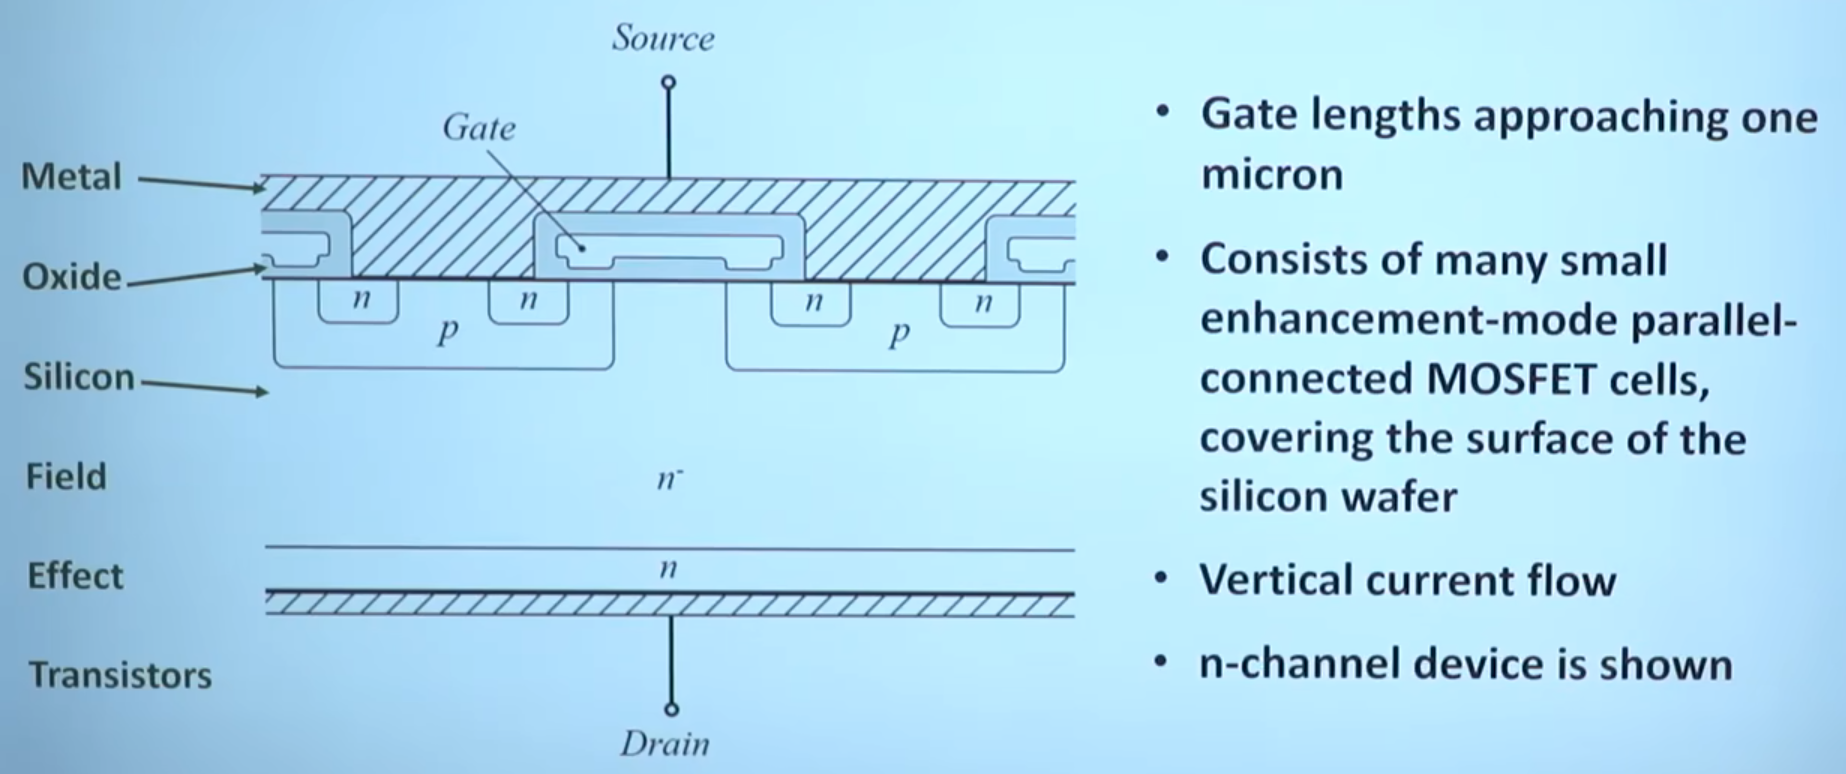 Source
Gate
Metal
Oxide
n
n
n
n
p
p
Silicon
Field
n⁻
Effect
n
Transistors
Drain
• Gate lengths approaching one
micron
• Consists of many small
enhancement-mode parallel-
connected MOSFET cells,
covering the surface of the
silicon wafer
• Vertical current flow
• n-channel device is shown